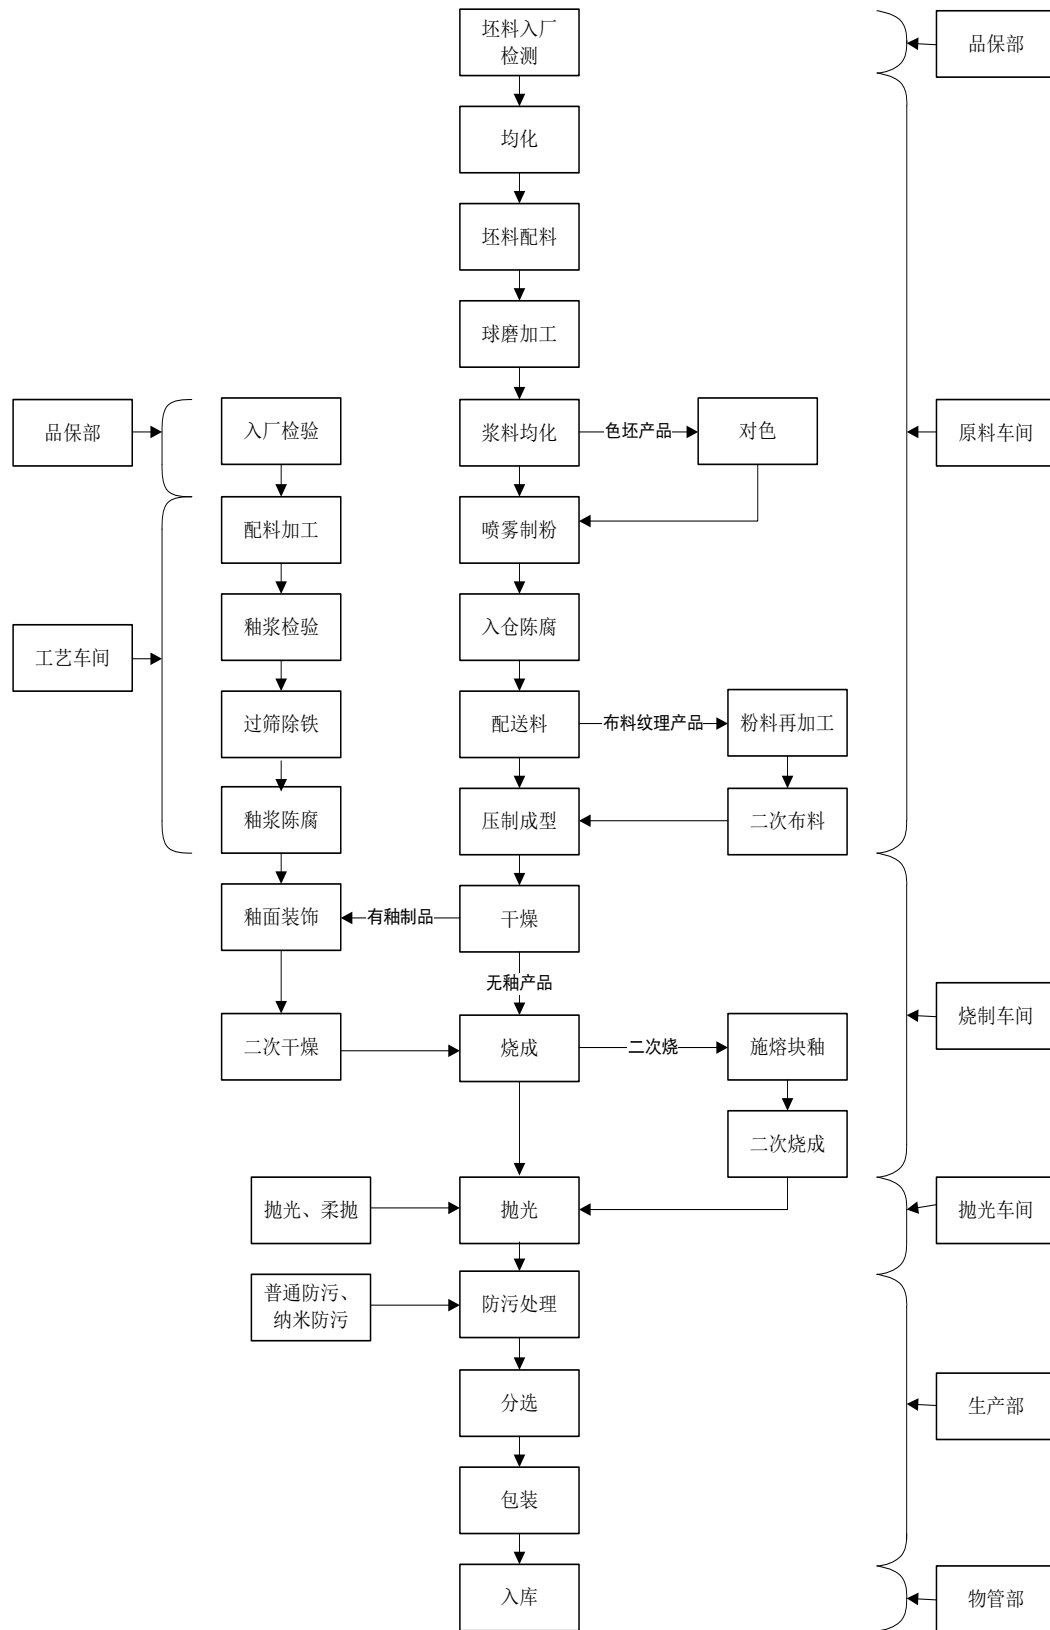 坯料入厂
检测
品保部
均化
坯料配料
球磨加工
品保部
入厂检验
浆料均化
色坯产品
对色
原料车间
配料加工
喷雾制粉
工艺车间
釉浆检验
入仓陈腐
过筛除铁
配送料
布料纹理产品
粉料再加工
釉浆陈腐
压制成型
二次布料
釉面装饰
有釉制品
干燥
无釉产品
烧制车间
二次干燥
烧成
二次烧
施熔块釉
二次烧成
抛光、柔抛
抛光
抛光车间
普通防污、
纳米防污
防污处理
分选
生产部
包装
入库
物管部